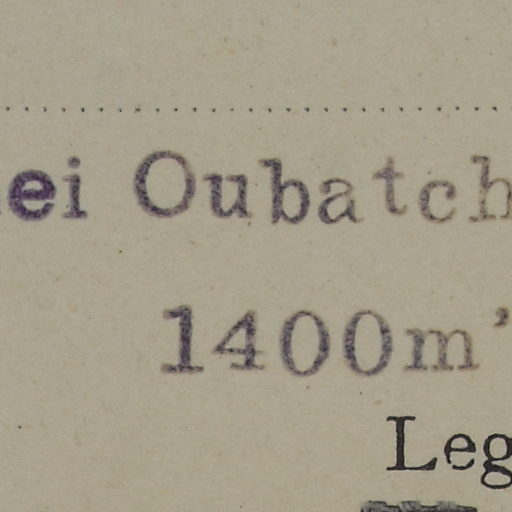 ei Oubatch
1400m'
Leg